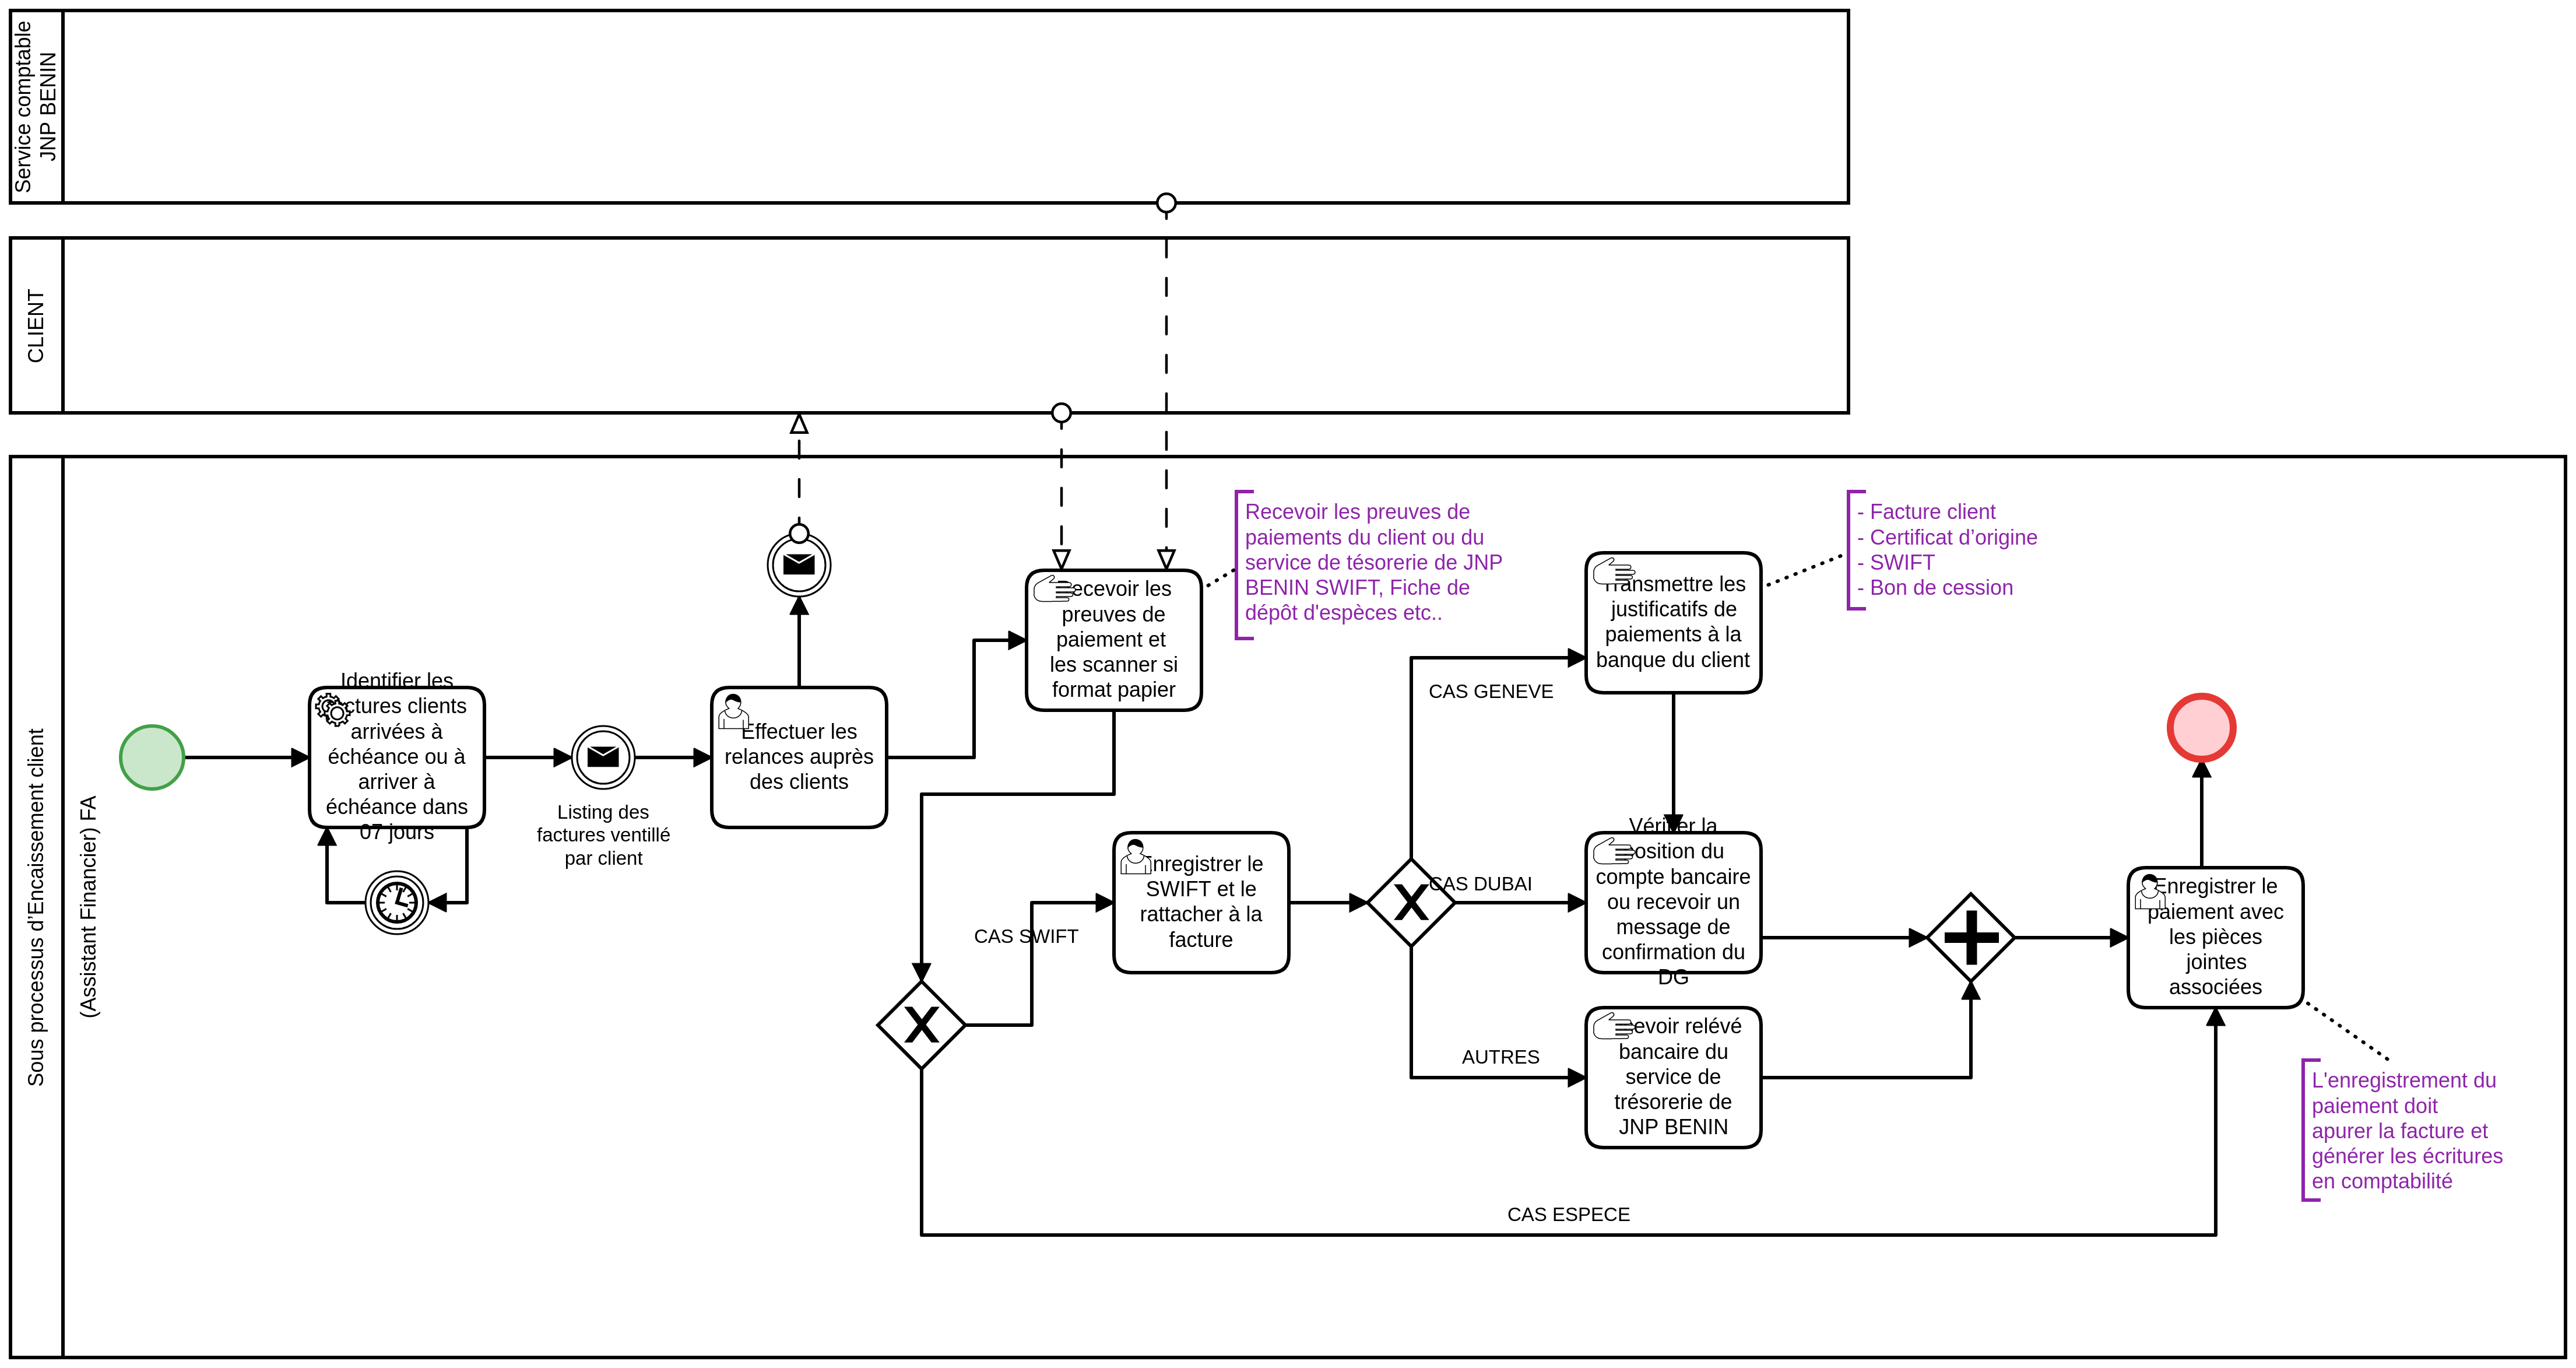 Service comptable
JNP BENIN
CLIENT
Sous processus d'Encaissement client
(Assistant Financier) FA
Identifier les
ctures clients
arrivées à
échéance ou à
arriver à
échéance dans
07 jours
Listing des
factures ventillé
par client
Effectuer les
relances auprès
des clients
ecevoir les
preuves de
paiement et
les scanner si
format papier
Recevoir les preuves de
paiements du client ou du
service de tésorerie de JNP
BENIN SWIFT, Fiche de
dépôt d'espèces etc..
CAS SWIFT
Enregistrer le
SWIFT et le
rattacher à la
facture
CAS GENEVE
CAS DUBAI
AUTRES
CAS ESPECE
Transmettre les
justificatifs de
paiements à la
banque du client
- Facture client
- Certificat d’origine
- SWIFT
- Bon de cession
Vérifier la
position du
compte bancaire
ou recevoir un
message de
confirmation du
DG
evoir relévé
bancaire du
service de
trésorerie de
JNP BENIN
Enregistrer le
paiement avec
les pièces
jointes
associées
L'enregistrement du
paiement doit
apurer la facture et
générer les écritures
en comptabilité